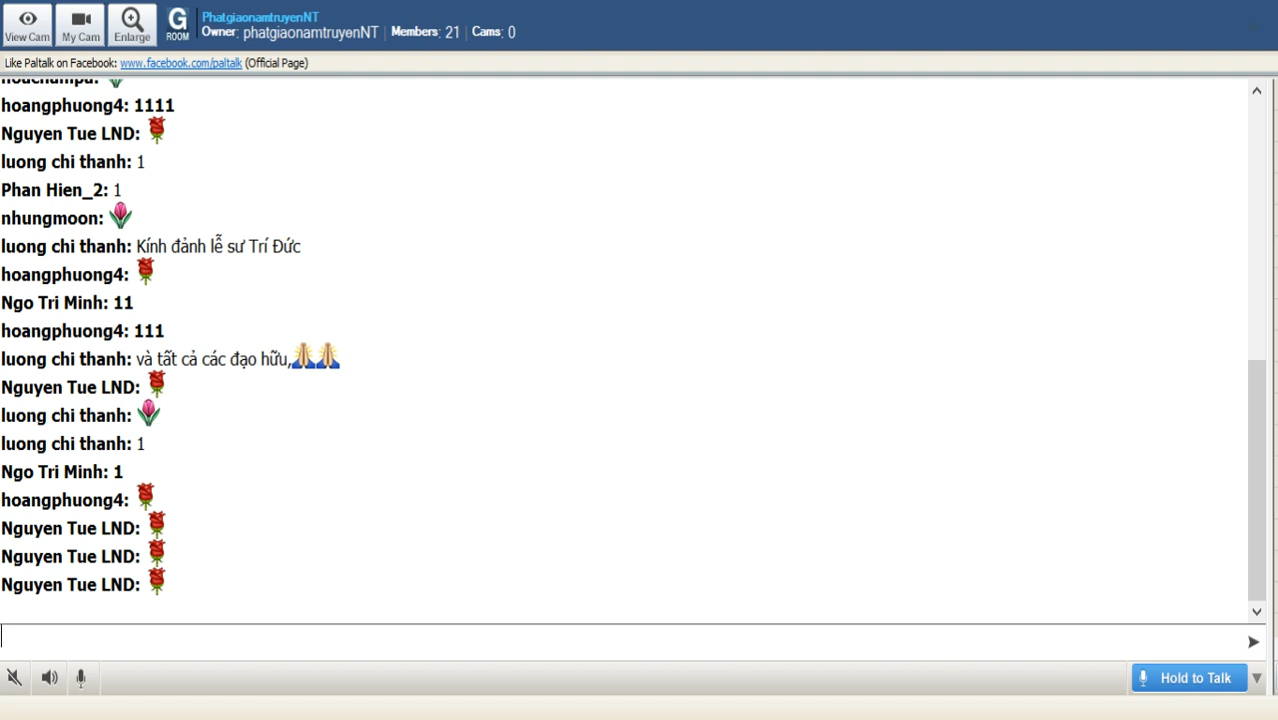 View Cam
My Cam
Enlarge
G
ROOM
PhatgiaonamtruyenNT
Owner: phatgiaonamtruyenNT | Members: 21 | Cams: 0
Like Paltalk on Facebook: www.facebook.com/paltalk (Official Page)
hoachampa:
hoangphuong4: 1111
Nguyen Tue LND:
luong chi thanh: 1
Phan Hien_2: 1
nhungmoon:
luong chi thanh: Kính đảnh lễ sư Trí Đức
hoangphuong4:
Ngo Tri Minh: 11
hoangphuong4: 111
luong chi thanh: và tất cả các đạo hữu,
Nguyen Tue LND:
luong chi thanh:
luong chi thanh: 1
Ngo Tri Minh: 1
hoangphuong4:
Nguyen Tue LND:
Nguyen Tue LND:
Nguyen Tue LND:
Hold to Talk